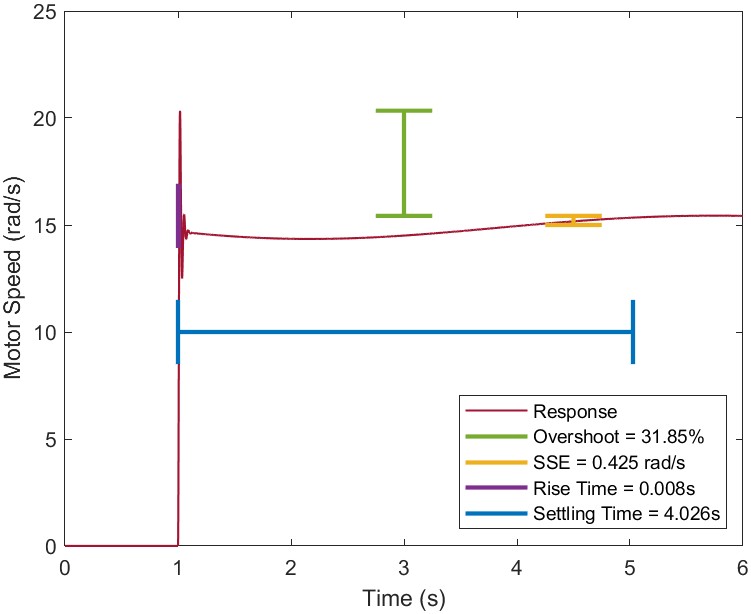 25
20
15
10
5
0
0
1
2
3
4
5
6
Motor Speed (rad/s)
Time (s)
Response
Overshoot = 31.85%
SSE = 0.425 rad/s
Rise Time = 0.008s
Settling Time = 4.026s